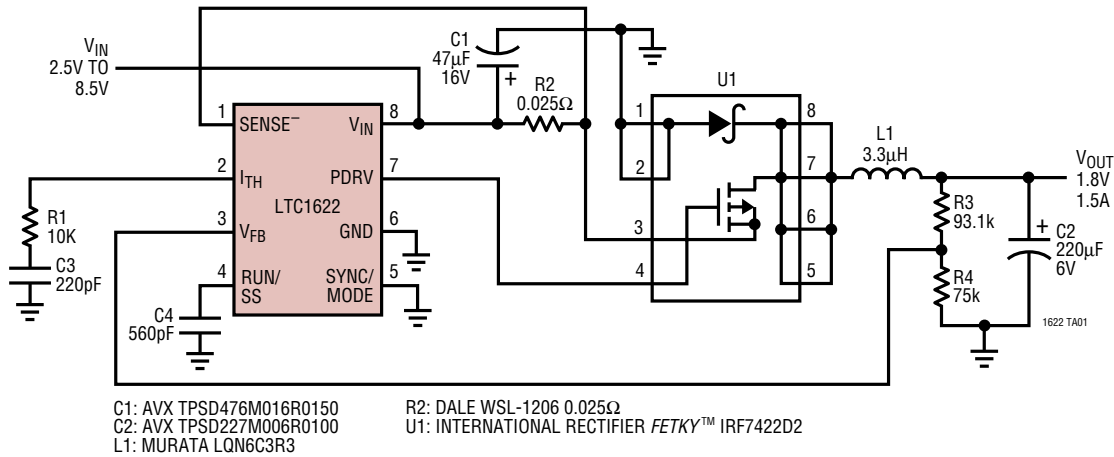 VIN
2.5V TO
8.5V
C1
47µF
16V
+
R2
0.025Ω
U1
1
SENSE–
VIN
8
2
ITH
PDRV
7
LTC1622
3
VFB
GND
6
4
RUN/
SS
SYNC/
MODE
5
R1
10K
C3
220pF
C4
560pF
1
2
3
4
8
7
6
5
L1
3.3µH
VOUT
1.8V
1.5A
R3
93.1k
R4
75k
+
C2
220µF
6V
1622 TA01
C1: AVX TPSD476M016R0150
C2: AVX TPSD227M006R0100
L1: MURATA LQN6C3R3
R2: DALE WSL-1206 0.025Ω
U1: INTERNATIONAL RECTIFIER FETKY™ IRF7422D2